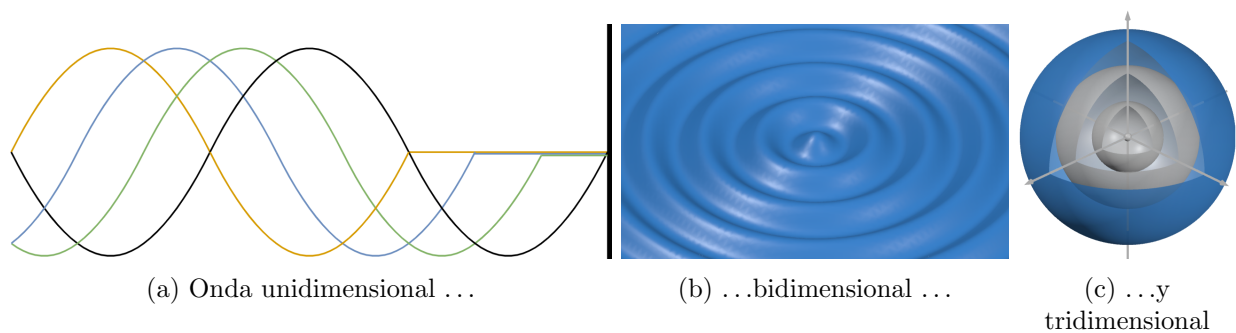 (a) Onda unidimensional ...
(b) ...bidimensional ...
(c) ...y
tridimensional